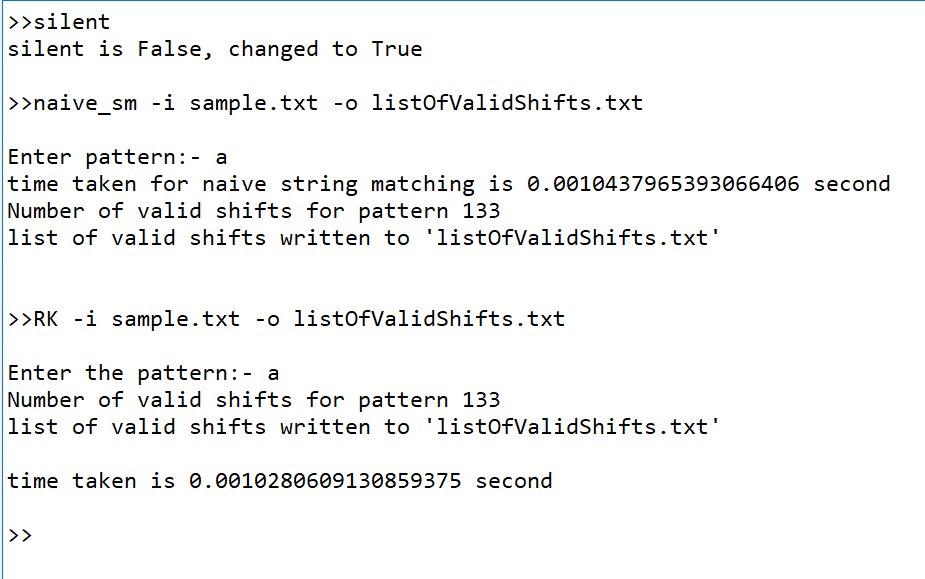 >>silent
silent is False, changed to True
>>naive_sm -i sample.txt -o listOfValidShifts.txt
Enter pattern:- a
time taken for naive string matching is 0.0010437965393066406 second
Number of valid shifts for pattern 133
list of valid shifts written to 'listOfValidShifts.txt'
>>RK -i sample.txt -o listOfValidShifts.txt
Enter the pattern:- a
Number of valid shifts for pattern 133
list of valid shifts written to 'listOfValidShifts.txt'
time taken is 0.0010280609130859375 second
>>